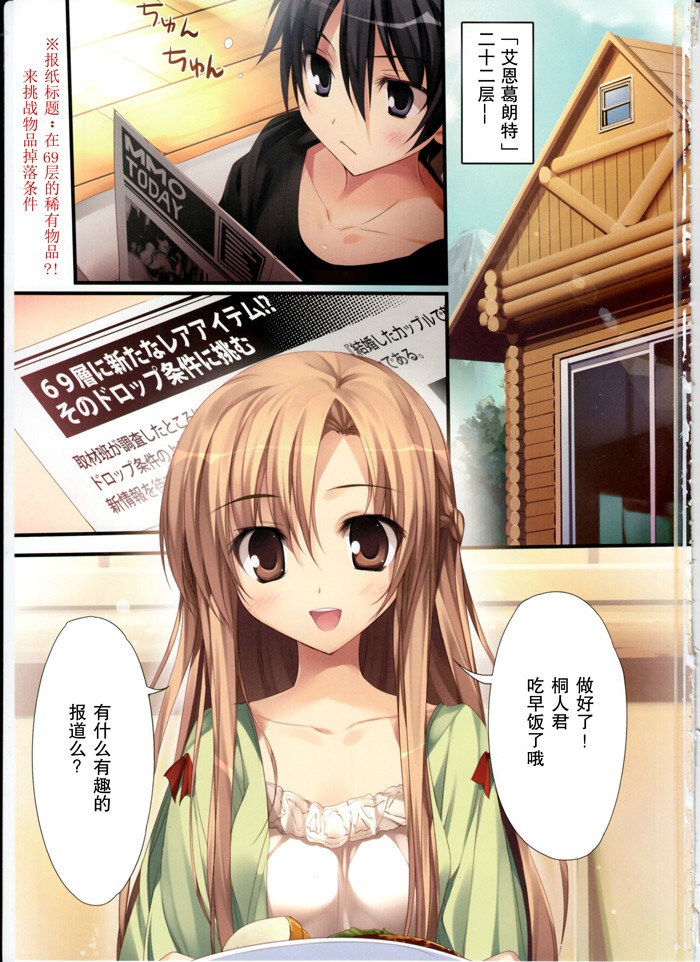 「艾恩葛朗特」
二十二层—
ちゅん
ちゅん
MMO
TODAY
※报纸标题：在69层的稀有物品?!
来挑战物品掉落条件
『結婚したカップルで
である。
69層に新たなレアアイテム!?
そのドロップ条件に挑む
取材班が調査したところ
ドロップ条件の
新情報を
做好了！
桐人君
吃早饭了哦
有什么有趣的
报道么？